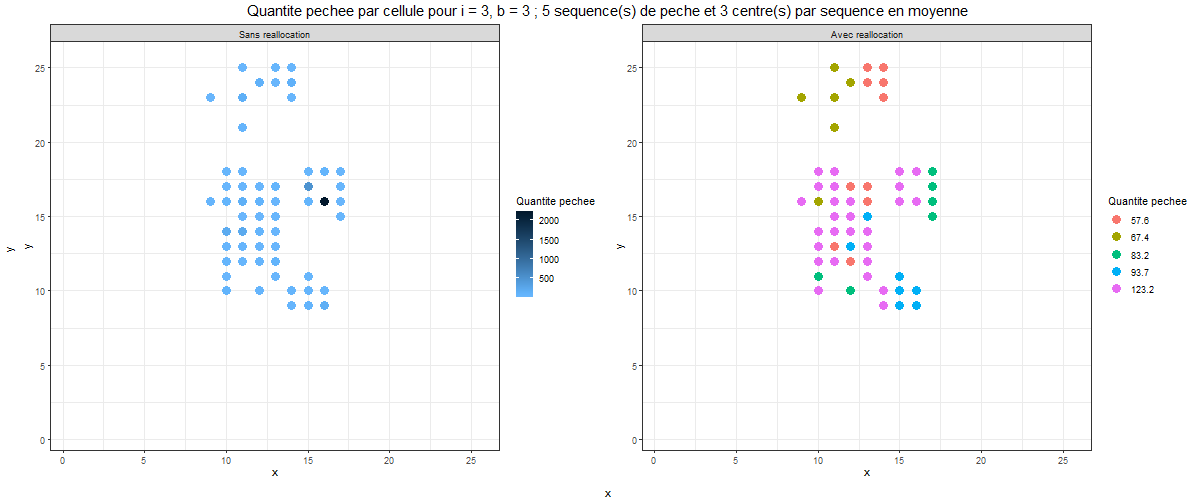 Quantite pechee par cellule pour i = 3, b = 3 ; 5 sequence(s) de peche et 3 centre(s) par sequence en moyenne
Sans reallocation
25
20
15
10
5
0
0 5 10 15 20 25
x
y
y
Quantite pechee
2000
1500
1000
500
Avec reallocation
25
20
15
10
5
0
0 5 10 15 20 25
x
y
Quantite pechee
57.6
67.4
83.2
93.7
123.2
x